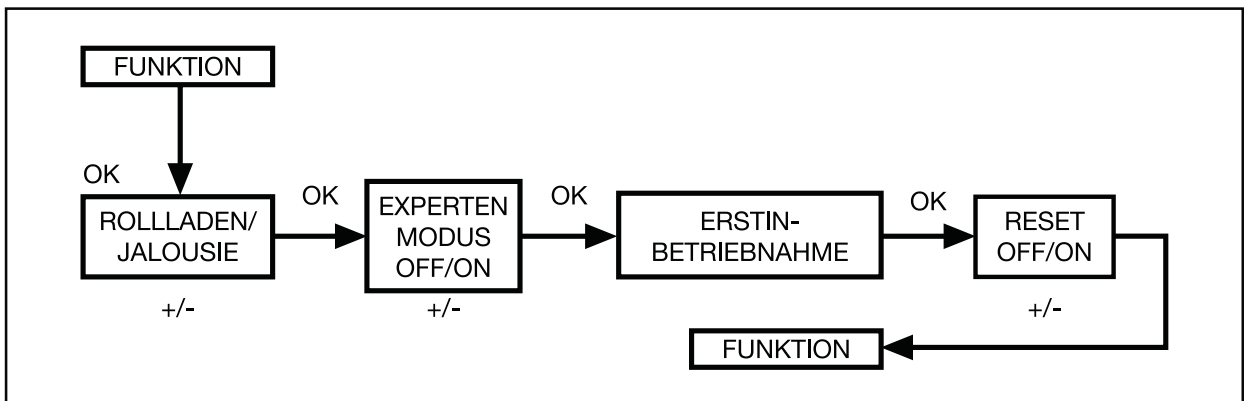 FUNKTION
OK
ROLLLADEN/
JALOUSIE
+/-
OK
EXPERTEN
MODUS
OFF/ON
+/-
OK
ERSTIN-
BETRIEBNAHME
OK
RESET
OFF/ON
+/-
FUNKTION